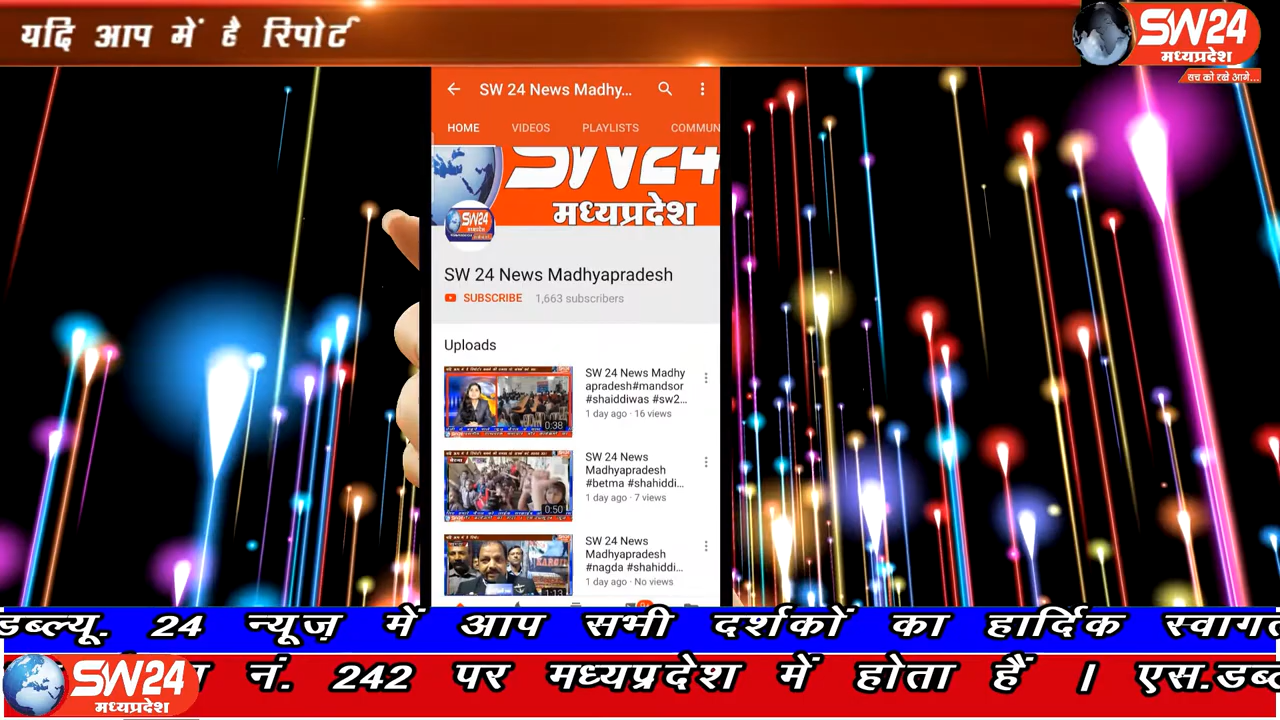 यदि आप में है रिपोर्ट
SW24
मध्यप्रदेश
सच को रखे आगे...
SW 24 News Madhy...
HOME VIDEOS PLAYLISTS COMMUN
SW24
मध्यप्रदेश
SW24
SW 24 News Madhyapradesh
SUBSCRIBE 1,663 subscribers
Uploads
SW 24 News Madhy
apradesh#mandsor
#shaiddiwas #sw2...
1 day ago · 16 views
0:38
SW 24 News
Madhyapradesh
#betma #shahiddi...
1 day ago · 7 views
0:50
SW 24 News
Madhyapradesh
#nagda #shahiddi...
1 day ago · No views
1:13
डब्ल्यू. 24 न्यूज़ में आप सभी दर्शकों का हार्दिक स्वागत
नं. 242 पर मध्यप्रदेश में होता हैं । एस.डब्ल
SW24
मध्यप्रदेश